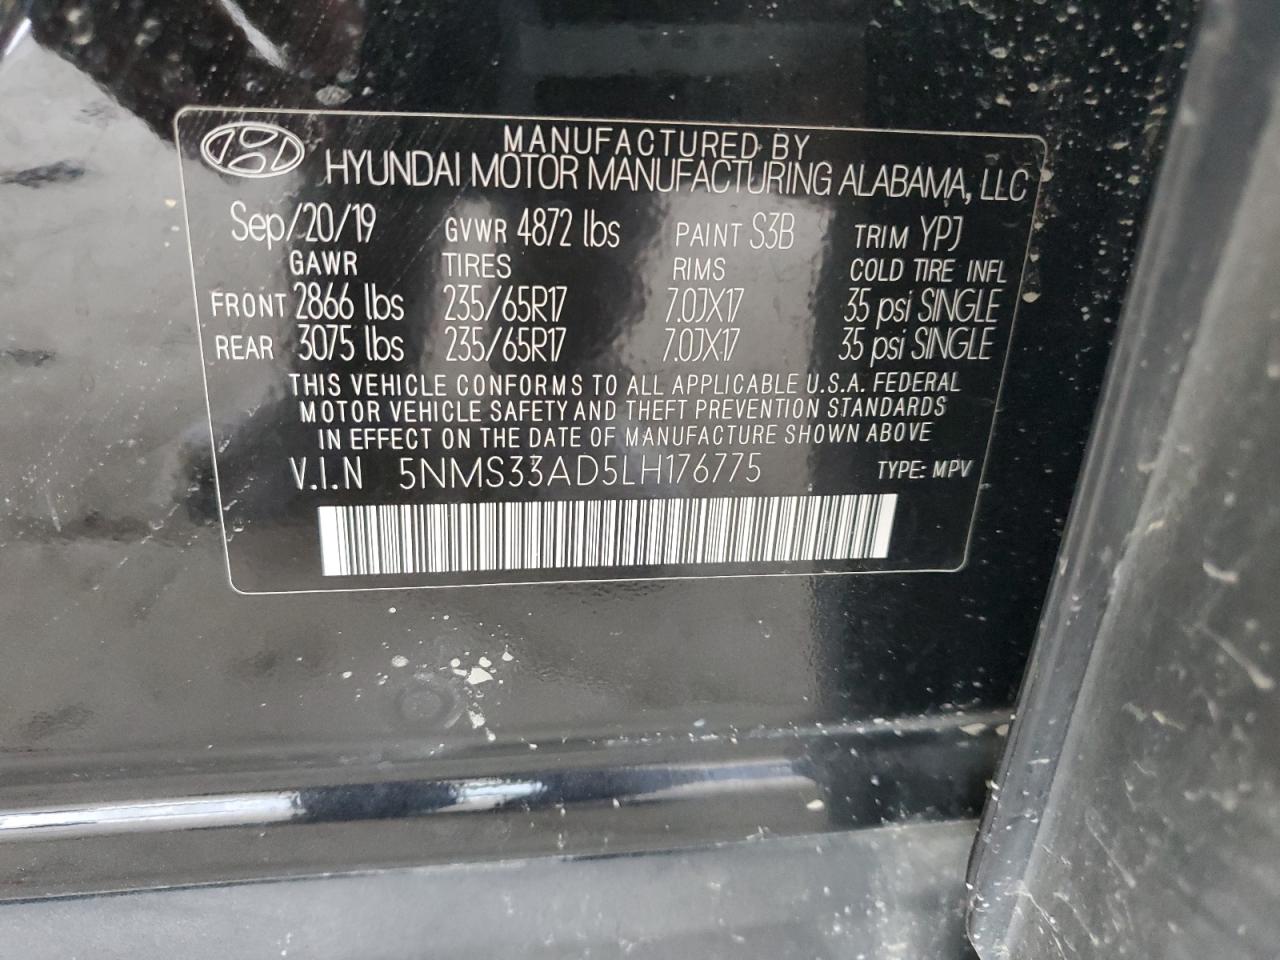 MANUFACTURED BY
HYUNDAI MOTOR MANUFACTURING ALABAMA, LLC
Sep/20/19 GVWR 4872 lbs PAINT S3B TRIM YPJ
GAWR TIRES RIMS COLD TIRE INFL
FRONT 2866 lbs 235/65R17 7.0JX17 35 psi SINGLE
REAR 3075 lbs 235/65R17 7.0JX17 35 psi SINGLE
THIS VEHICLE CONFORMS TO ALL APPLICABLE U.S.A. FEDERAL
MOTOR VEHICLE SAFETY AND THEFT PREVENTION STANDARDS
IN EFFECT ON THE DATE OF MANUFACTURE SHOWN ABOVE
V.I.N 5NMS33AD5LH176775 TYPE: MPV